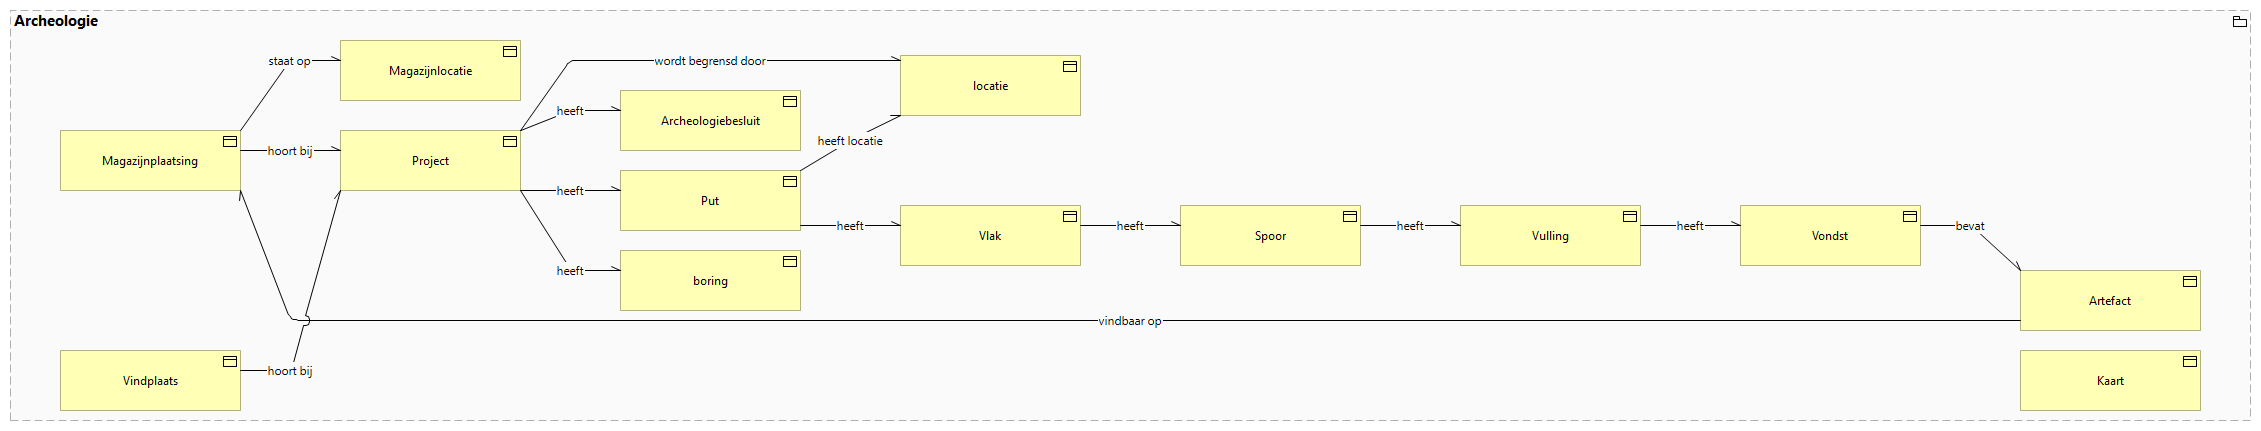 Archeologie
staat op
Magazijnlocatie
wordt begrensd door
locatie
heeft
Archeologiebesluit
heeft locatie
Magazijnplaatsing
hoort bij
Project
heeft
Put
heeft
Vlak
heeft
Spoor
heeft
Vulling
heeft
Vondst
bevat
heeft
boring
Artefact
vindbaar op
Vindplaats
hoort bij
Kaart